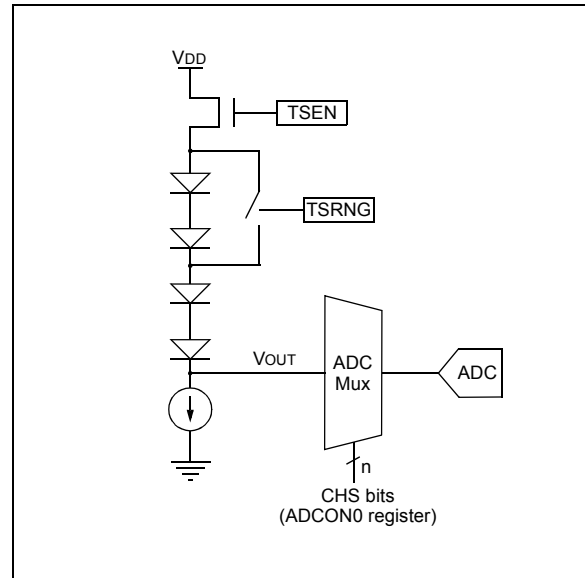 VDD
TSEN
TSRNG
VOUT
ADC
Mux
ADC
n
CHS bits
(ADCON0 register)